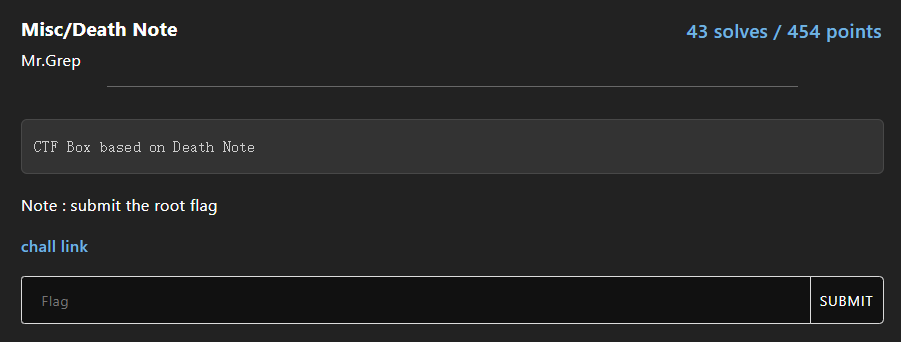 Misc/Death Note
43 solves / 454 points
Mr.Grep
CTF Box based on Death Note
Note : submit the root flag
chall link
Flag
SUBMIT